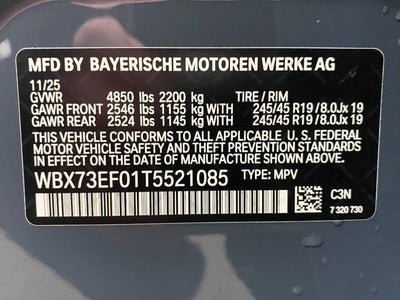 MFD BY BAYERISCHE MOTOREN WERKE AG
11/25
GVWR 4850 lbs 2200 kg TIRE / RIM
GAWR FRONT 2546 lbs 1155 kg WITH 245/45 R19 / 8.0Jx 19
GAWR REAR 2524 lbs 1145 kg WITH 245/45 R19 / 8.0Jx 19
THIS VEHICLE CONFORMS TO ALL APPLICABLE U. S. FEDERAL
MOTOR VEHICLE SAFETY AND THEFT PREVENTION STANDARDS
IN EFFECT ON THE DATE OF MANUFACTURE SHOWN ABOVE.
WBX73EF01T5521085 TYPE: MPV
C3N
7 320 730